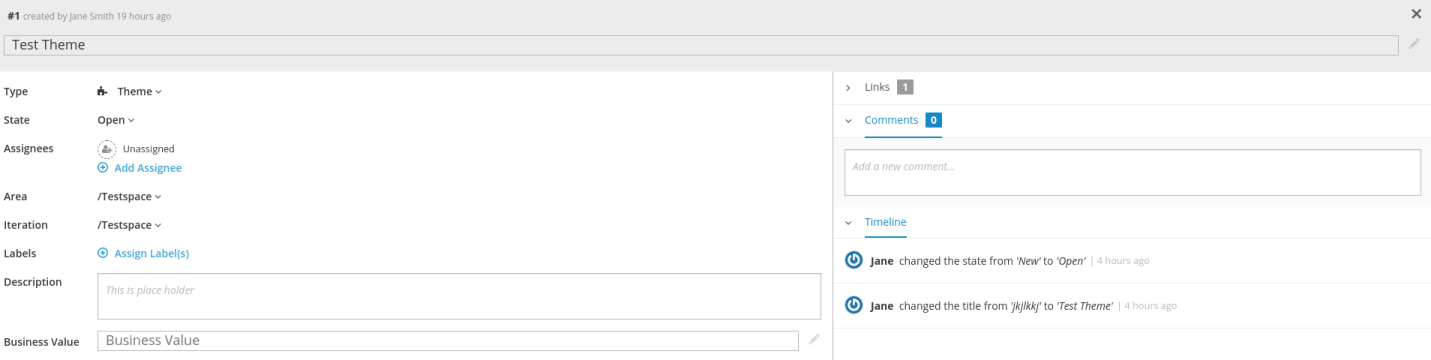 #1 created by Jane Smith 19 hours ago
Test Theme
Type Theme
State Open
Assignees Unassigned
Add Assignee
Area /Testspace
Iteration /Testspace
Labels Assign Label(s)
Description This is place holder
Business Value Business Value
Links 1
Comments 0
Add a new comment...
Timeline
Jane changed the state from 'New' to 'Open' | 4 hours ago
Jane changed the title from 'jkjlkkj' to 'Test Theme' | 4 hours ago